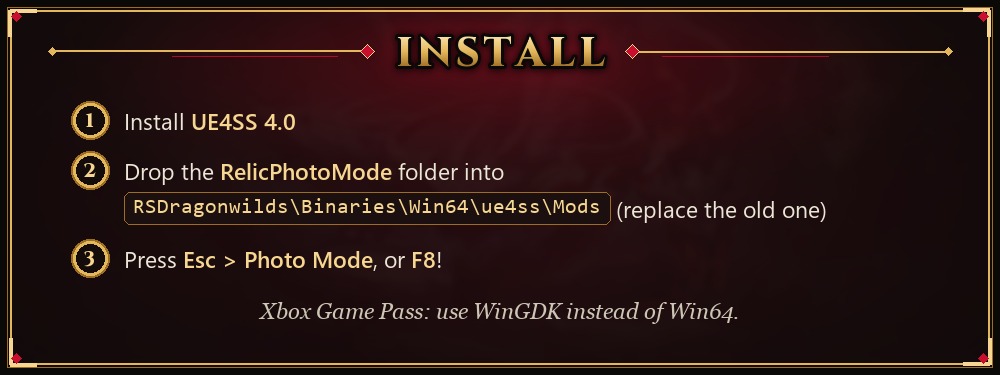 INSTALL
1 Install UE4SS 4.0
2 Drop the RelicPhotoMode folder into
RSDragonwilds\Binaries\Win64\ue4ss\Mods (replace the old one)
3 Press Esc > Photo Mode, or F8!
Xbox Game Pass: use WinGDK instead of Win64.